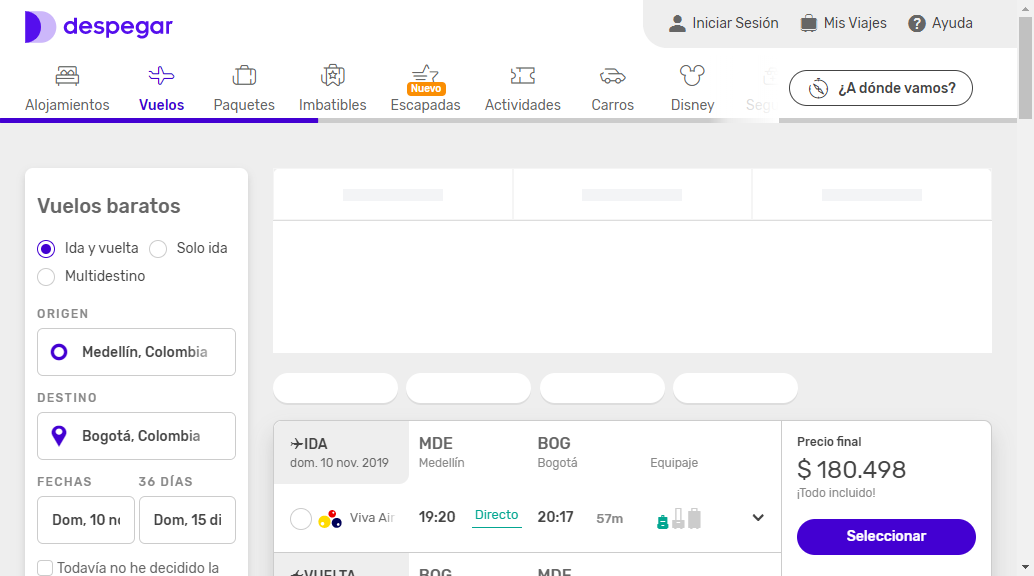 despegar
Iniciar Sesión
Mis Viajes
Ayuda
Alojamientos
Vuelos
Paquetes
Imbatibles
Nuevo
Escapadas
Actividades
Carros
Disney
Seg
¿A dónde vamos?
Vuelos baratos
Ida y vuelta
Solo ida
Multidestino
ORIGEN
Medellín, Colombia
DESTINO
Bogotá, Colombia
FECHAS
36 DÍAS
Dom, 10 n
Dom, 15 di
Todavía no he decidido la
IDA
dom. 10 nov. 2019
MDE
Medellín
BOG
Bogotá
Equipaje
Viva Air
19:20
Directo
20:17
57m
VUELTA
BOG
MDE
Precio final
$ 180.498
¡Todo incluido!
Seleccionar